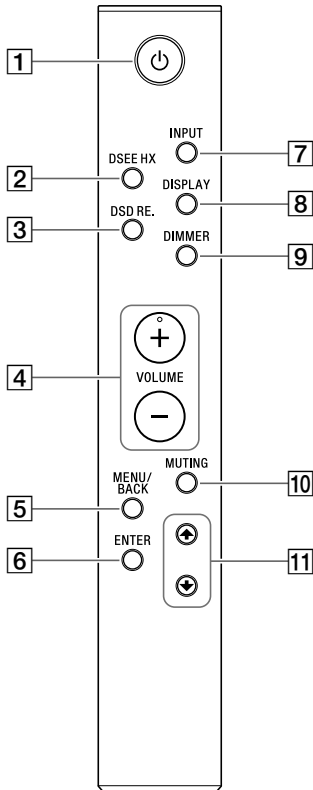 1
INPUT
7
DSEE HX
2
DISPLAY
8
DSD RE.
3
DIMMER
9
+
4
VOLUME
−
MUTING
10
MENU/
BACK
5
ENTER
6
11